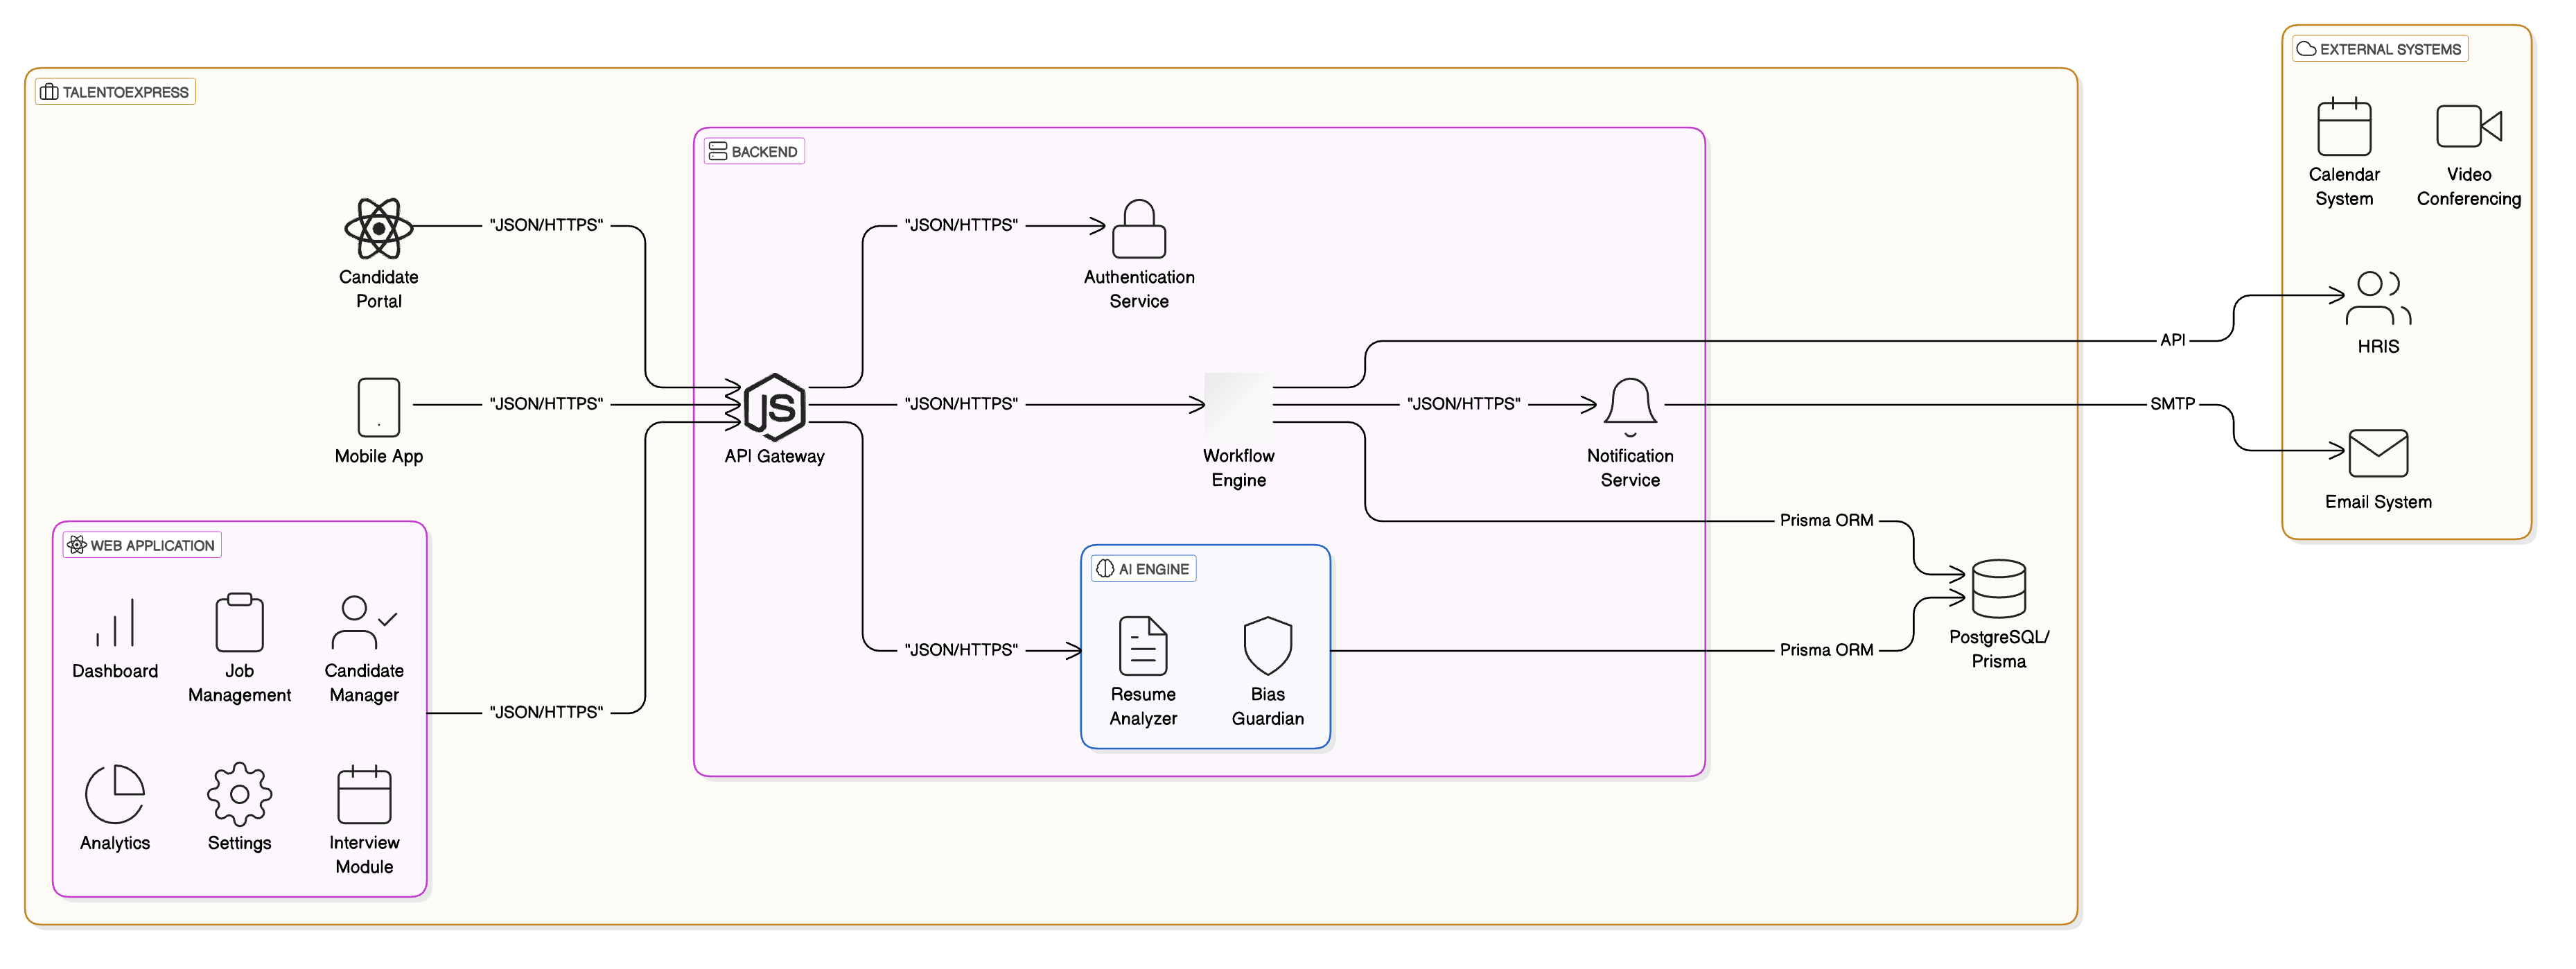 EXTERNAL SYSTEMS
Calendar
System
Video
Conferencing
HRIS
Email System
TALENTOEXPRESS
BACKEND
Candidate
Portal
"JSON/HTTPS"
"JSON/HTTPS"
Authentication
Service
API
Mobile App
"JSON/HTTPS"
JS
API Gateway
"JSON/HTTPS"
Workflow
Engine
"JSON/HTTPS"
Notification
Service
SMTP
Prisma ORM
WEB APPLICATION
Dashboard
Job
Management
Candidate
Manager
"JSON/HTTPS"
Analytics
Settings
Interview
Module
AI ENGINE
"JSON/HTTPS"
Resume
Analyzer
Bias
Guardian
Prisma ORM
PostgreSQL/
Prisma